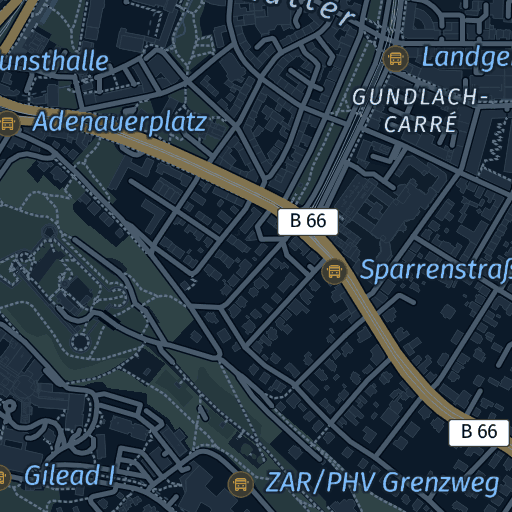 unsthalle
Landge
GUNDLACH-
CARRÉ
Adenauerplatz
B 66
Sparrenstraß
B 66
Gilead I
ZAR/PHV Grenzweg